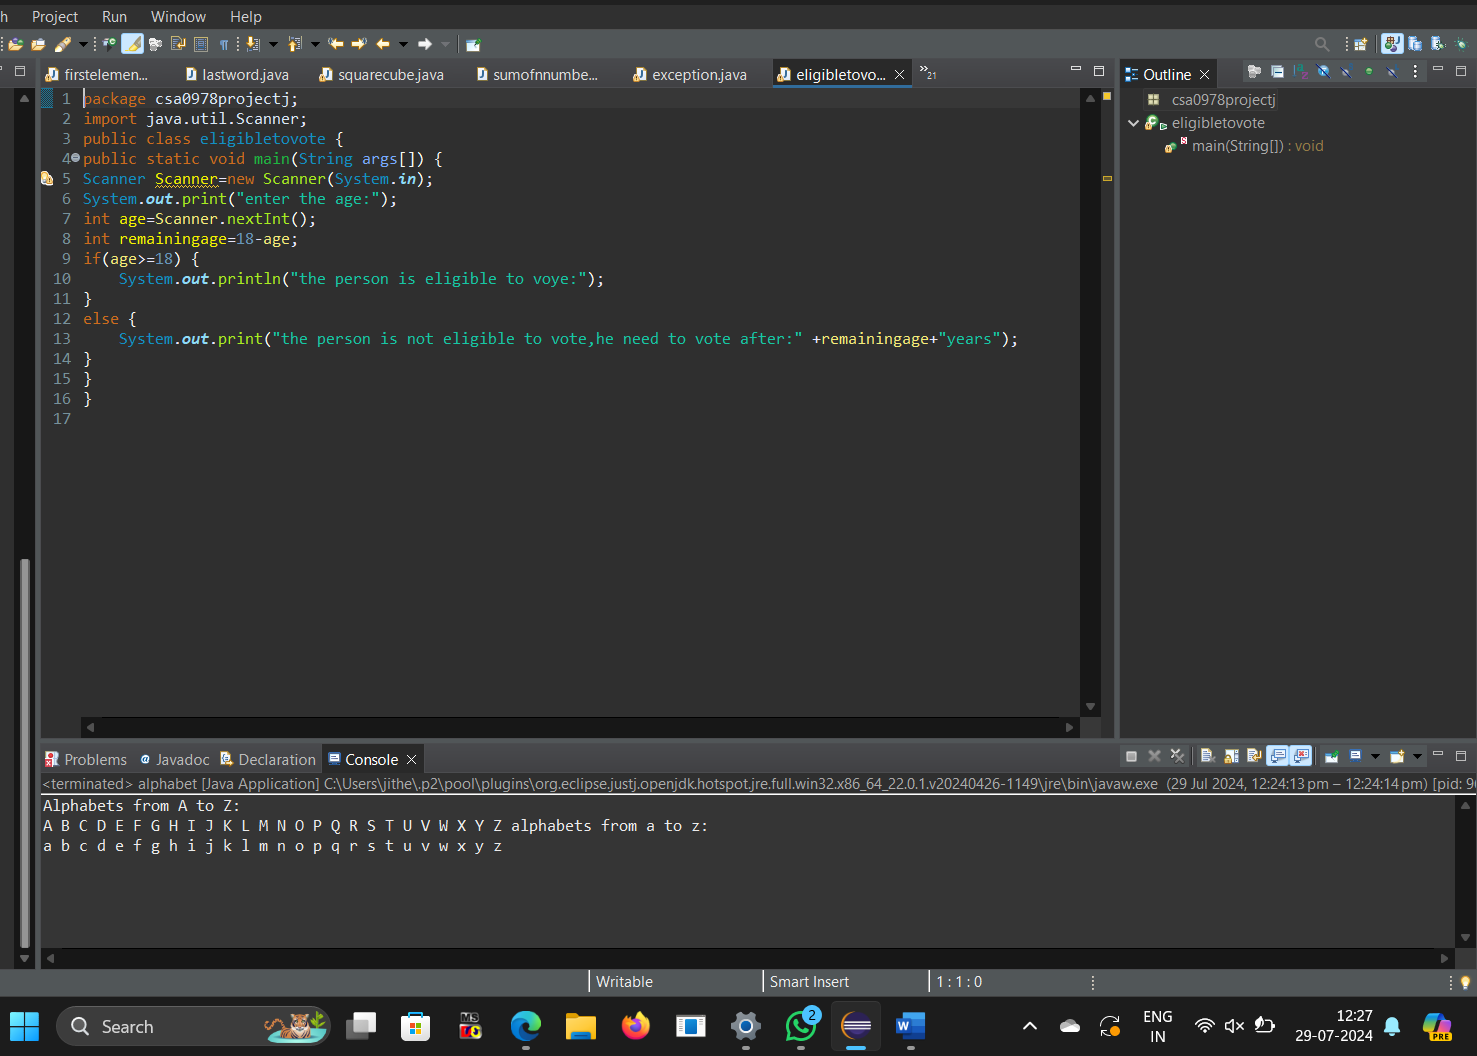 h Project Run Window Help
firstelemen... lastword.java squarecube.java sumofnnumbe... exception.java eligibletovo... 21
1 package csa0978projectj;
2 import java.util.Scanner;
3 public class eligibletovote {
4 public static void main(String args[]) {
5 Scanner Scanner=new Scanner(System.in);
6 System.out.print("enter the age:");
7 int age=Scanner.nextInt();
8 int remainingage=18-age;
9 if(age>=18) {
10 System.out.println("the person is eligible to voye:");
11 }
12 else {
13 System.out.print("the person is not eligible to vote,he need to vote after:" +remainingage+"years");
14 }
15 }
16 }
17
Outline
csa0978projectj
eligibletovote
main(String[]) : void
Problems Javadoc Declaration Console
<terminated> alphabet [Java Application] C:\Users\jithe\.p2\pool\plugins\org.eclipse.justj.openjdk.hotspot.jre.full.win32.x86_64_22.0.1.v20240426-1149\jre\bin\javaw.exe (29 Jul 2024, 12:24:13 pm – 12:24:14 pm) [pid: 9
Alphabets from A to Z:
A B C D E F G H I J K L M N O P Q R S T U V W X Y Z alphabets from a to z:
a b c d e f g h i j k l m n o p q r s t u v w x y z
Writable Smart Insert 1 : 1 : 0
Search
2
ENG
IN
12:27
29-07-2024
PRE